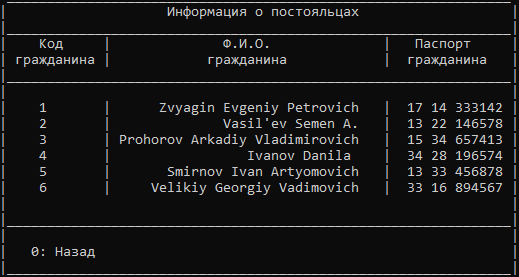 Информация о постояльцах
Код Ф.И.О. Паспорт
гражданина гражданина гражданина
1 Zvyagin Evgeniy Petrovich 17 14 333142
2 Vasil'ev Semen A. 13 22 146578
3 Prohorov Arkadiy Vladimirovich 15 34 657413
4 Ivanov Danila 34 28 196574
5 Smirnov Ivan Artyomovich 13 33 456878
6 Velikiy Georgiy Vadimovich 33 16 894567
0: Назад